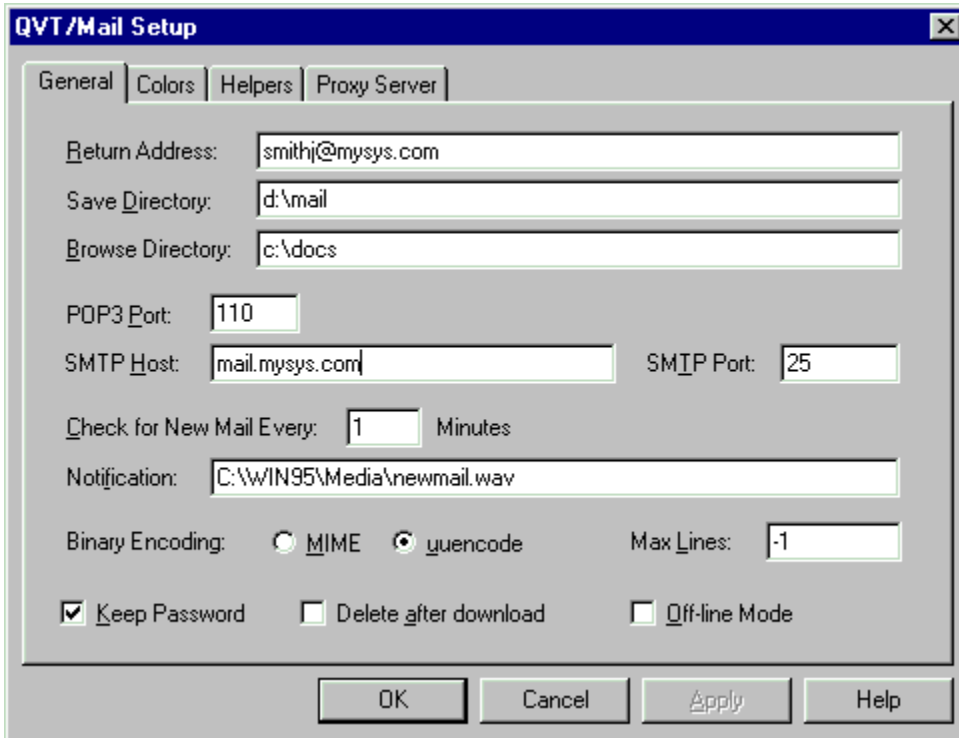 QVT/Mail Setup
General Colors Helpers Proxy Server
Return Address: smithj@mysys.com
Save Directory: d:\mail
Browse Directory: c:\docs
POP3 Port: 110
SMTP Host: mail.mysys.com SMTP Port: 25
Check for New Mail Every: 1 Minutes
Notification: C:\WIN95\Media\newmail.wav
Binary Encoding: MIME uuencode Max Lines: -1
Keep Password Delete after download Off-line Mode
OK Cancel Apply Help